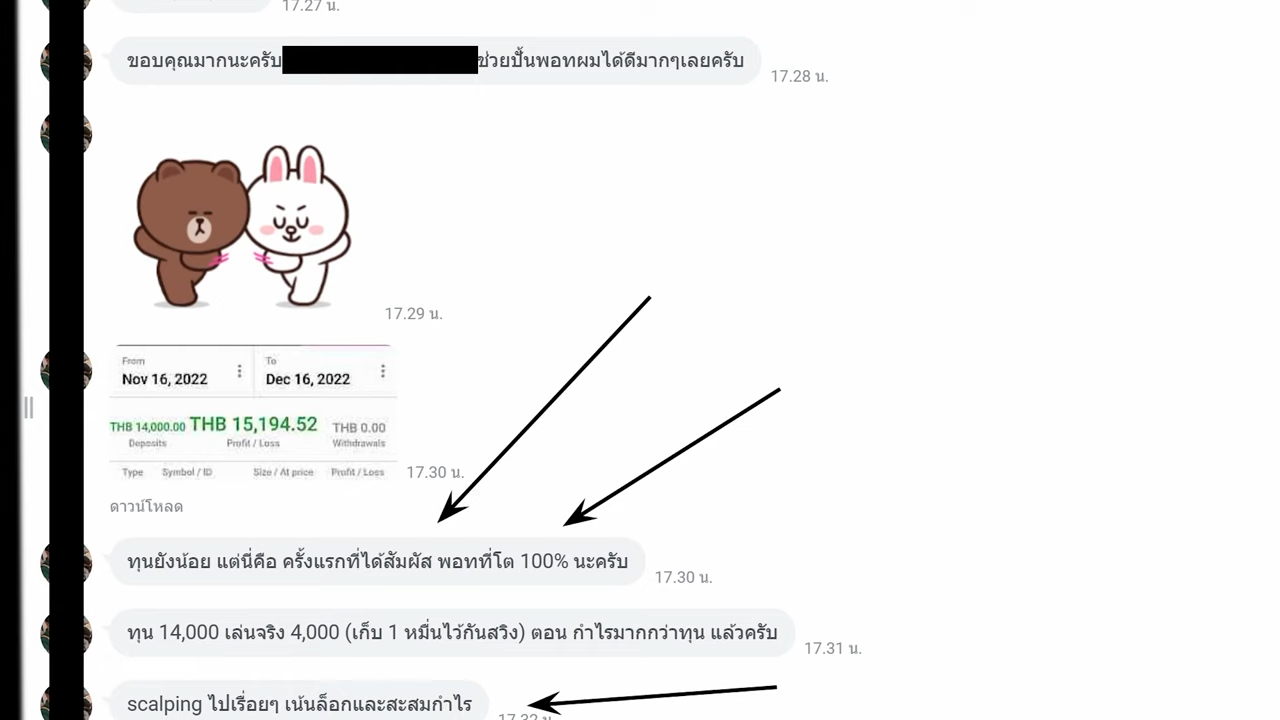 17.27 น.
ขอบคุณมากนะครับ ช่วยปั้นพอทผมได้ดีมากๆเลยครับ
17.28 น.
17.29 น.
From To
Nov 16, 2022 Dec 16, 2022
THB 14,000.00 THB 15,194.52 THB 0.00
Deposits Profit / Loss Withdrawals
Type Symbol / ID Size / At price Profit / Loss
17.30 น.
ดาวน์โหลด
ทุนยังน้อย แต่นี่คือ ครั้งแรกที่ได้สัมผัส พอทที่โต 100% นะครับ
17.30 น.
ทุน 14,000 เล่นจริง 4,000 (เก็บ 1 หมื่นไว้กันสวิง) ตอน กำไรมากกว่าทุน แล้วครับ
17.31 น.
scalping ไปเรื่อยๆ เน้นล็อกและสะสมกำไร
17.32 น.